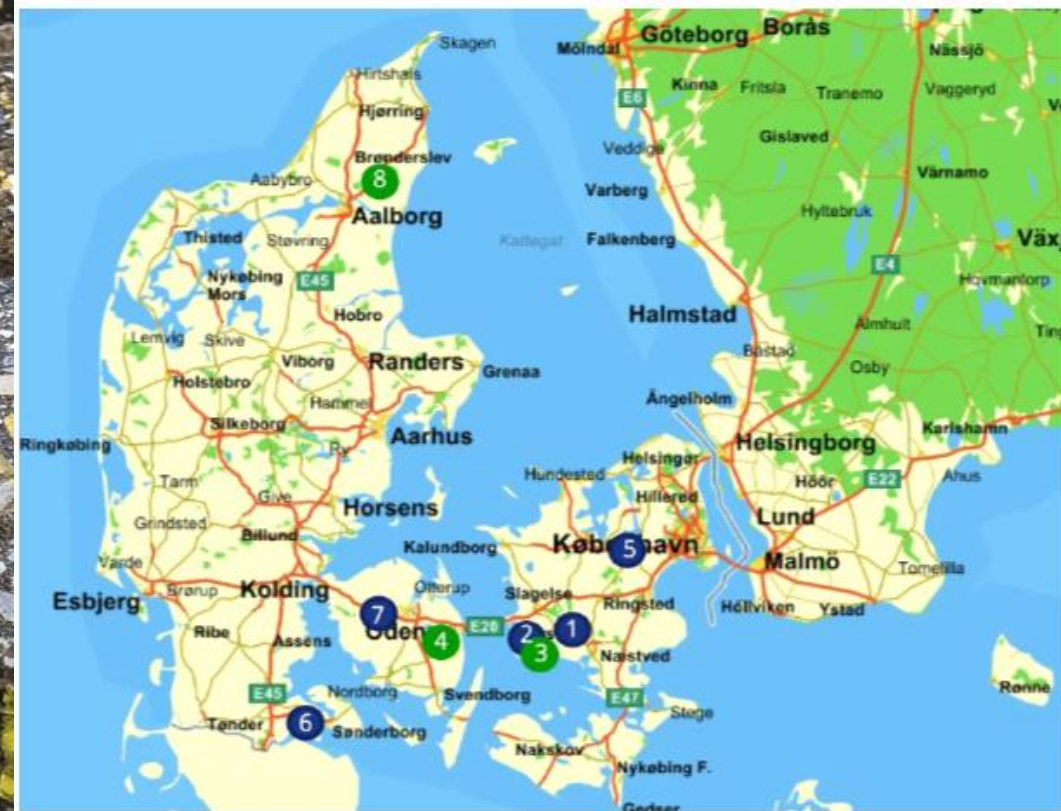 Skagen
Göteborg
Borås
Mölndal
Nässjö
Hirtshals
Kinna
Fritsla
Tranemo
Vaggeryd
E6
Hjørring
Gislaved
Veddige
Brønderslev
8
Aabybro
Varberg
Värnamo
Aalborg
Hyltebruk
Thisted
Støvring
Kattegat
Falkenberg
Växj
E4
Nykøbing
Mors
E45
Hovmantorp
Hobro
Halmstad
Älmhult
Lemvig
Skive
Båstad
Viborg
Randers
Osby
Grenaa
Holstebro
Hammel
Ängelholm
Silkeborg
Aarhus
Karlshamn
Ringkøbing
Ry
Helsingborg
Helsingør
Hundested
E22
Åhus
Tarm
Give
Hillerød
Höör
Horsens
Lund
Grindsted
Billund
Kalundborg
København
5
Varde
Malmö
Tomelilla
Esbjerg
Brørup
Kolding
Otterup
Slagelse
Ringsted
Höllviken
Ystad
7
Oden
4
E20
2
1
3
Ribe
Assens
Næstved
Rønne
E45
Nordborg
Svendborg
E47
Stege
Tønder
6
Sønderborg
Nakskov
Nykøbing F.
Gedser